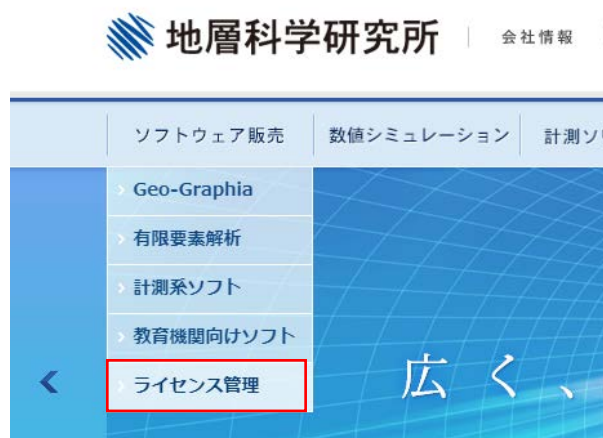 地層科学研究所
会社情報
ソフトウェア販売
数値シミュレーション
計測ソ
Geo-Graphia
有限要素解析
計測系ソフト
教育機関向けソフト
ライセンス管理
広く、